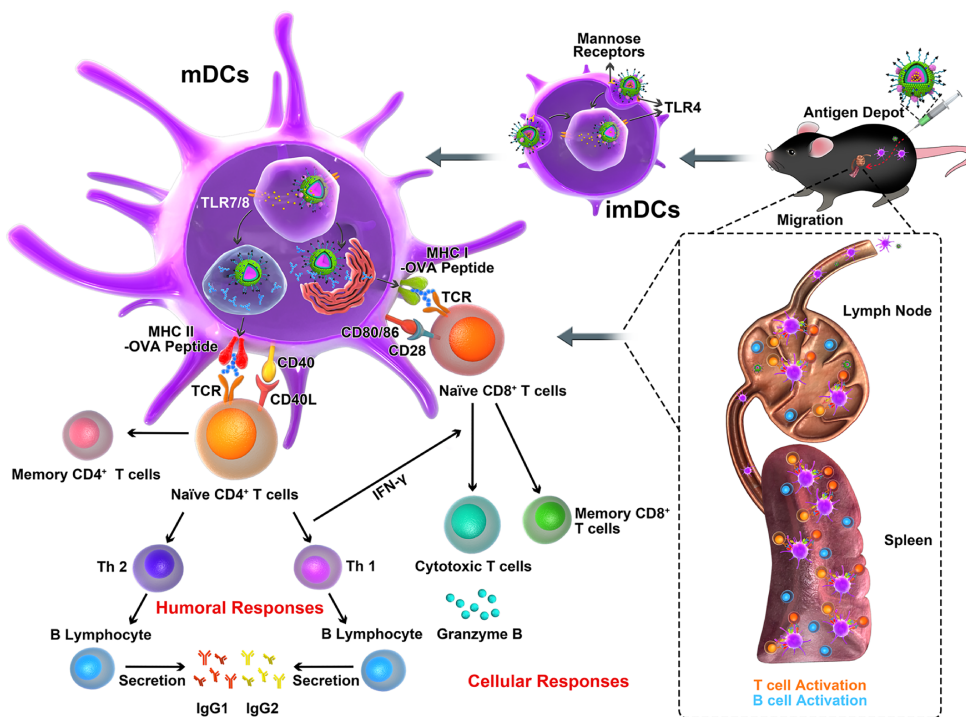 mDCs
Mannose
Receptors
TLR4
imDCs
Antigen Depot
Migration
TLR7/8
MHC I
-OVA Peptide
TCR
CD80/86
CD28
Naïve CD8⁺ T cells
MHC II
-OVA Peptide
CD40
TCR
CD40L
Memory CD4⁺ T cells
Naïve CD4⁺ T cells
IFN-γ
Memory CD8⁺
T cells
Cytotoxic T cells
Th 2
Th 1
Humoral Responses
B Lymphocyte
B Lymphocyte
Granzyme B
Secretion
Secretion
IgG1
IgG2
Cellular Responses
Lymph Node
Spleen
T cell Activation
B cell Activation